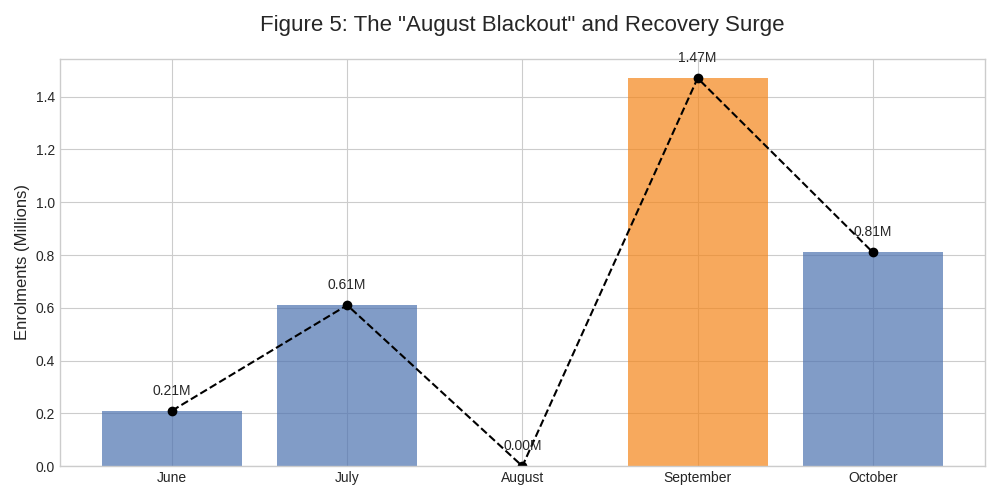 Figure 5: The "August Blackout" and Recovery Surge
Enrolments (Millions)
1.4
1.2
1.0
0.8
0.6
0.4
0.2
0.0
0.21M
0.61M
0.00M
1.47M
0.81M
June
July
August
September
October